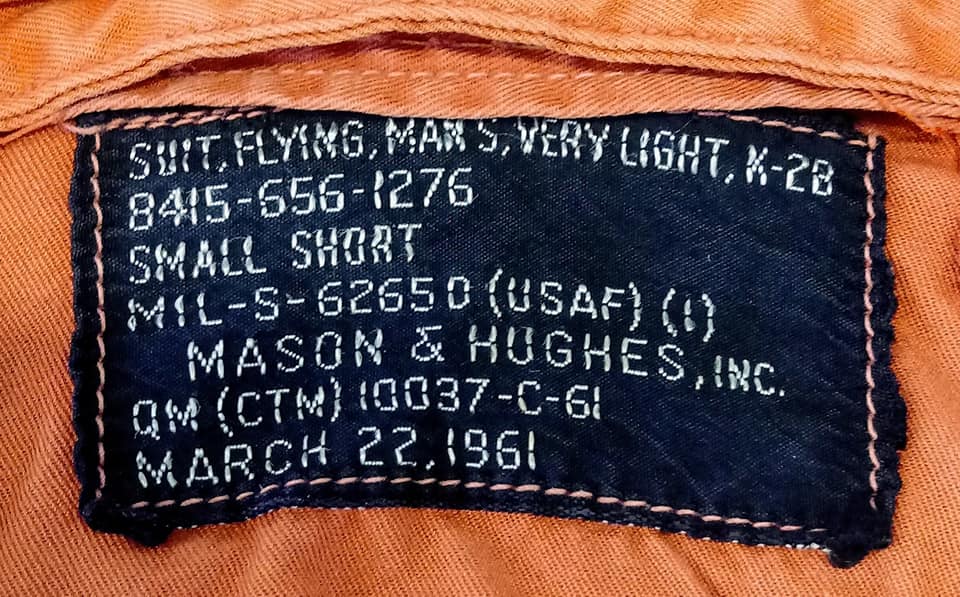 SUIT, FLYING, MAN'S, VERY LIGHT, K-2B
8415-656-1276
SMALL SHORT
MIL-S-62650 (USAF) (1)
MASON & HUGHES, INC.
QM (CTM) 10037-C-61
MARCH 22, 1961